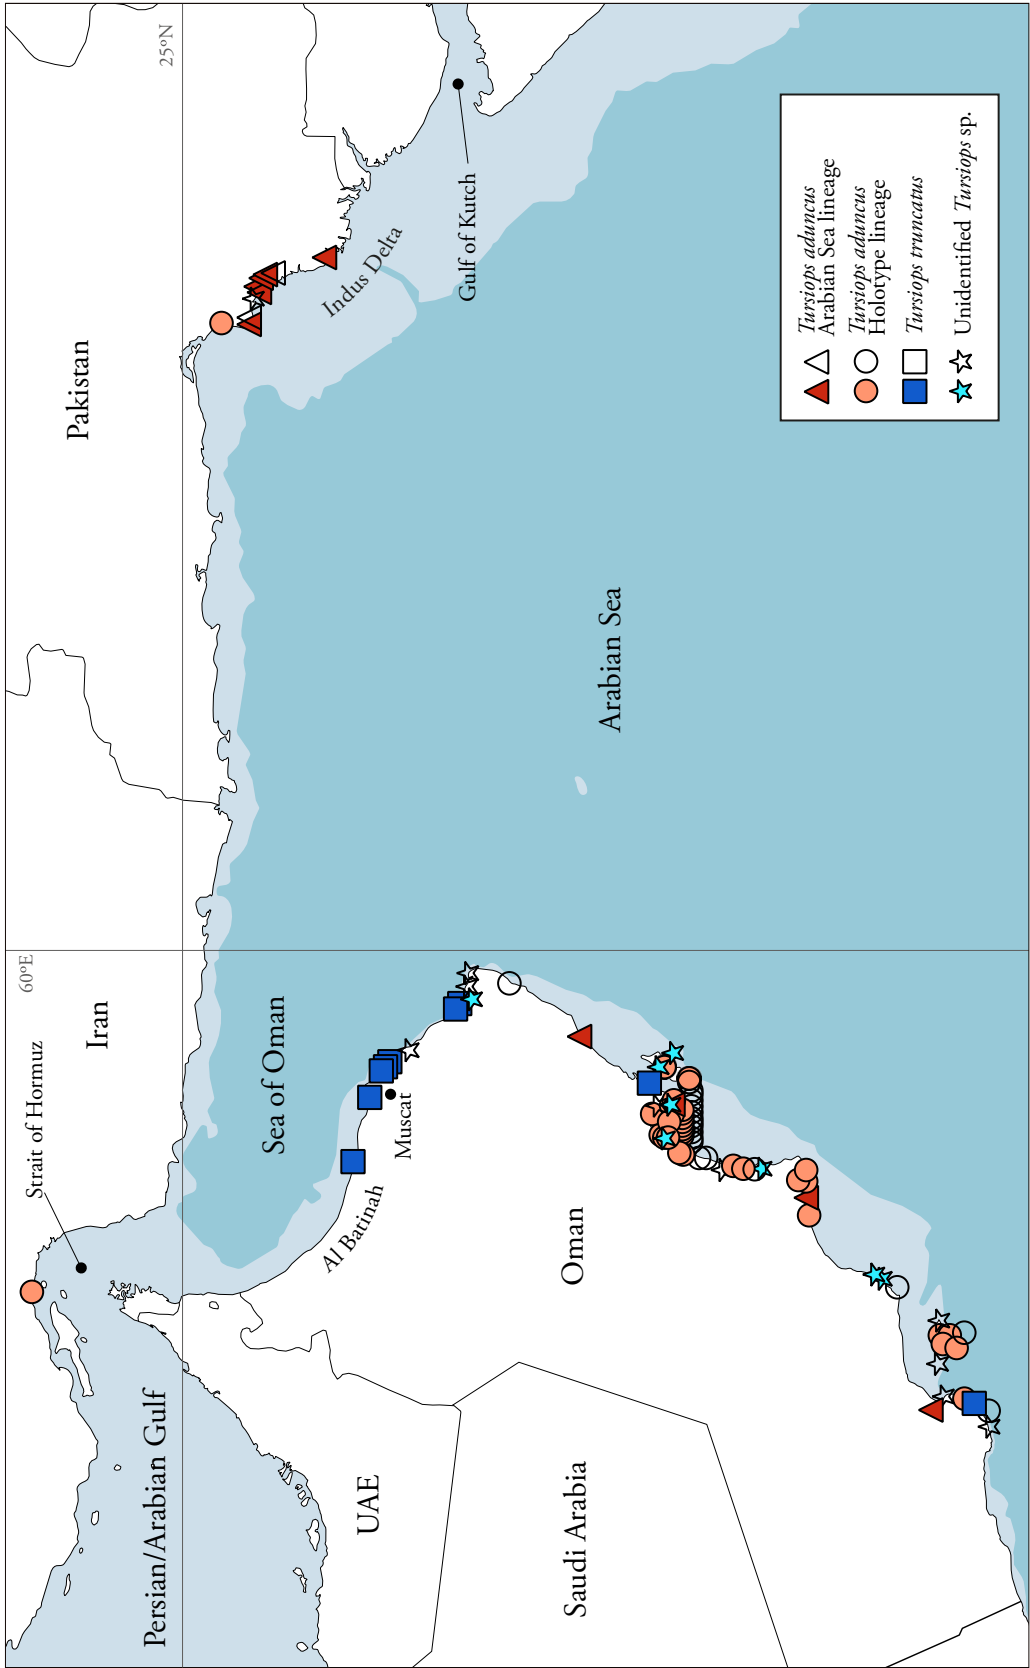 60ºE
25ºN
Strait of Hormuz
Iran
Pakistan
Persian/Arabian Gulf
Sea of Oman
Indus Delta
Gulf of Kutch
UAE
Al Batinah
Muscat
Saudi Arabia
Oman
Arabian Sea
Tursiops aduncus
Arabian Sea lineage
Tursiops aduncus
Holotype lineage
Tursiops truncatus
Unidentified Tursiops sp.